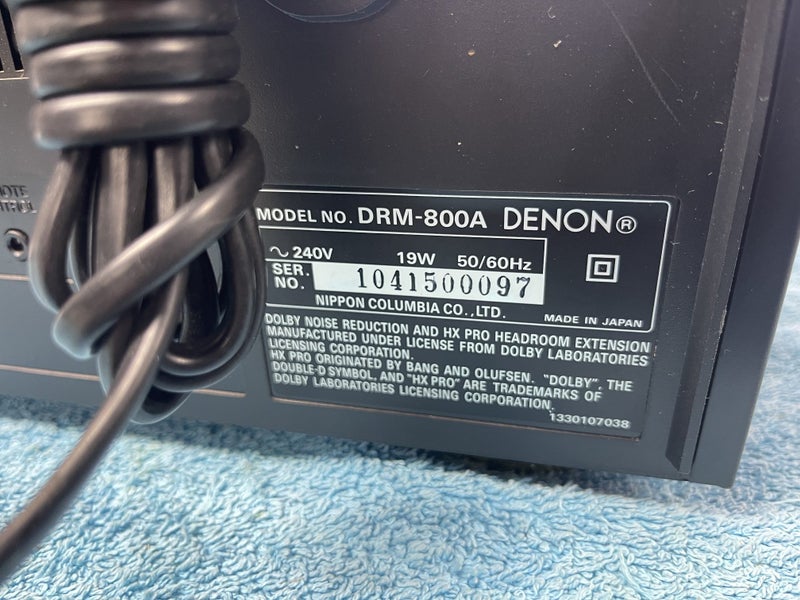 MODEL NO. DRM-800A DENON®
~ 240V 19W 50/60Hz
SER. NO. 1041500097
NIPPON COLUMBIA CO., LTD.
MADE IN JAPAN
DOLBY NOISE REDUCTION AND HX PRO HEADROOM EXTENSION
MANUFACTURED UNDER LICENSE FROM DOLBY LABORATORIES
LICENSING CORPORATION.
HX PRO ORIGINATED BY BANG AND OLUFSEN. "DOLBY", THE
DOUBLE-D SYMBOL, AND "HX PRO" ARE TRADEMARKS OF
DOLBY LABORATORIES LICENSING CORPORATION.
1330107038